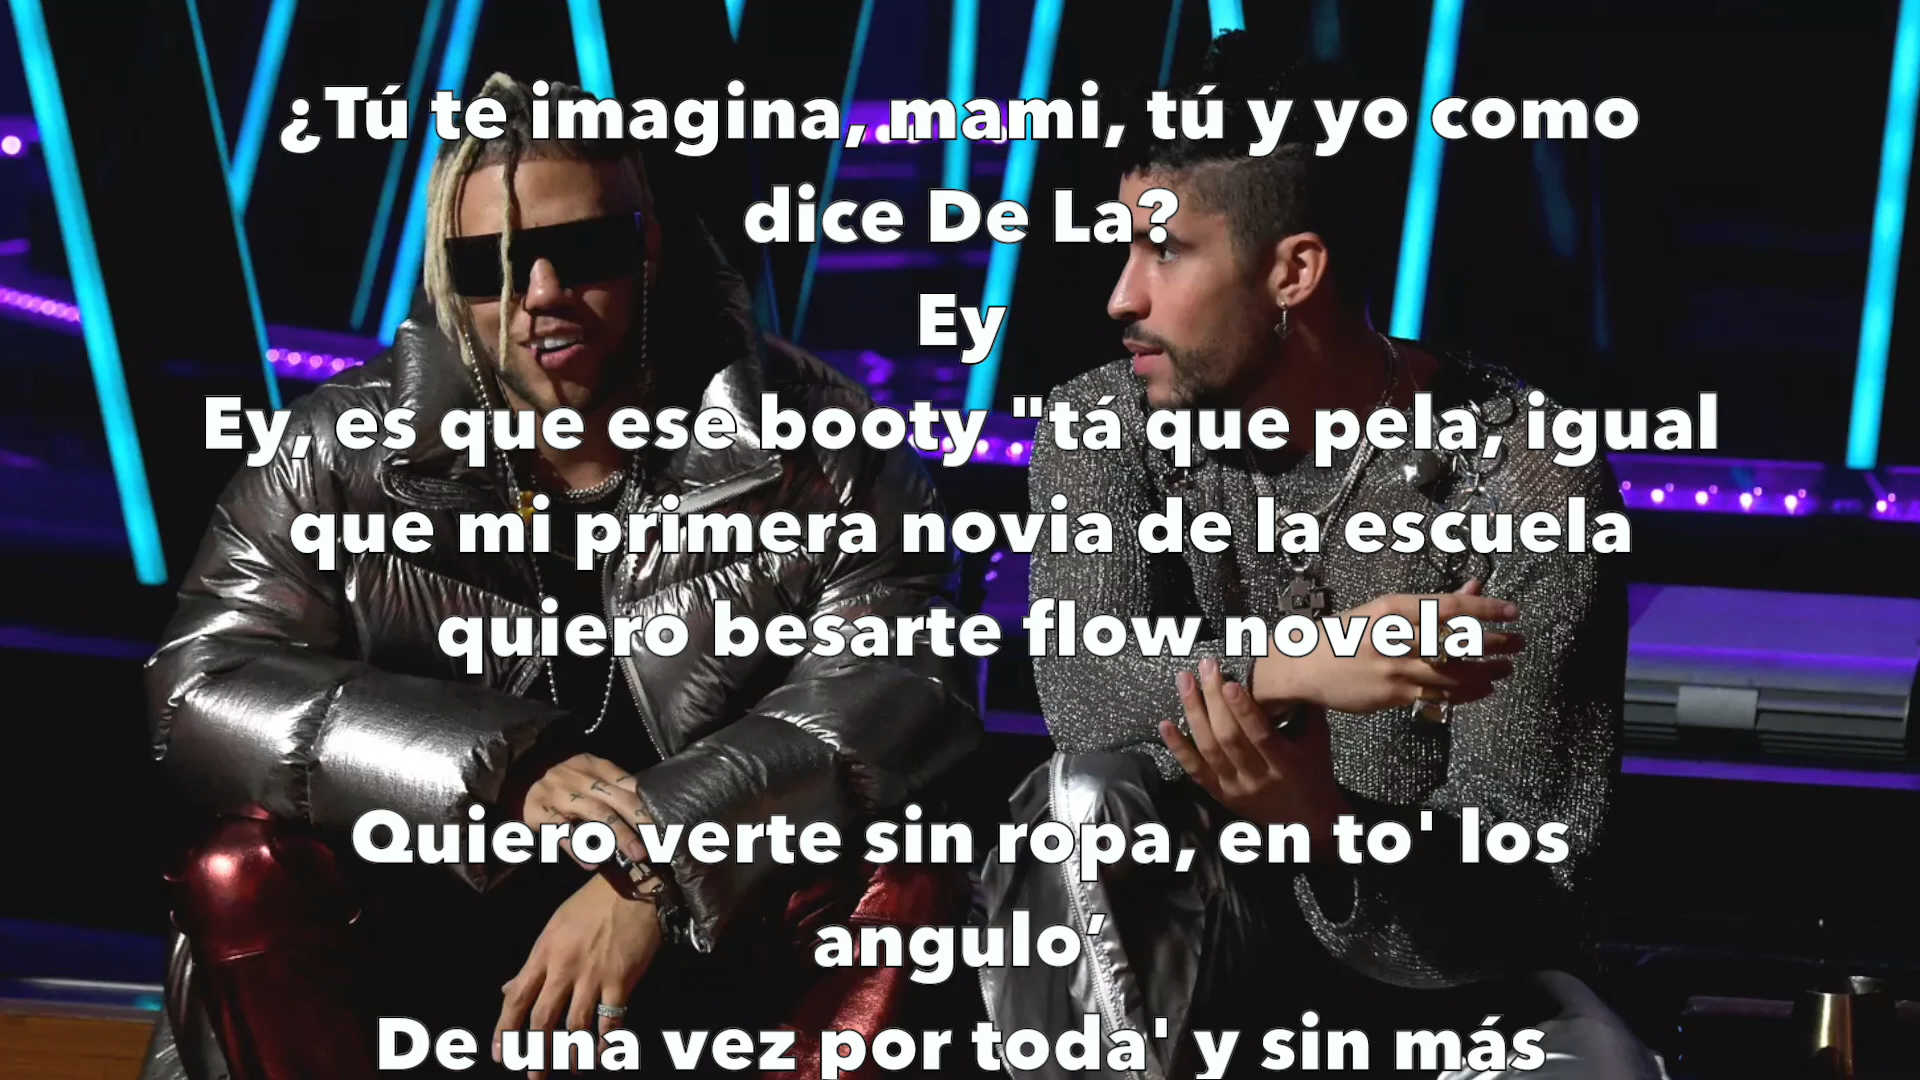 ¿Tú te imagina, mami, tú y yo como
dice De La?
Ey
Ey, es que ese booty "tá que pela, igual
que mi primera novia de la escuela
quiero besarte flow novela
Quiero verte sin ropa, en to' los
angulo’
De una vez por toda' y sin más